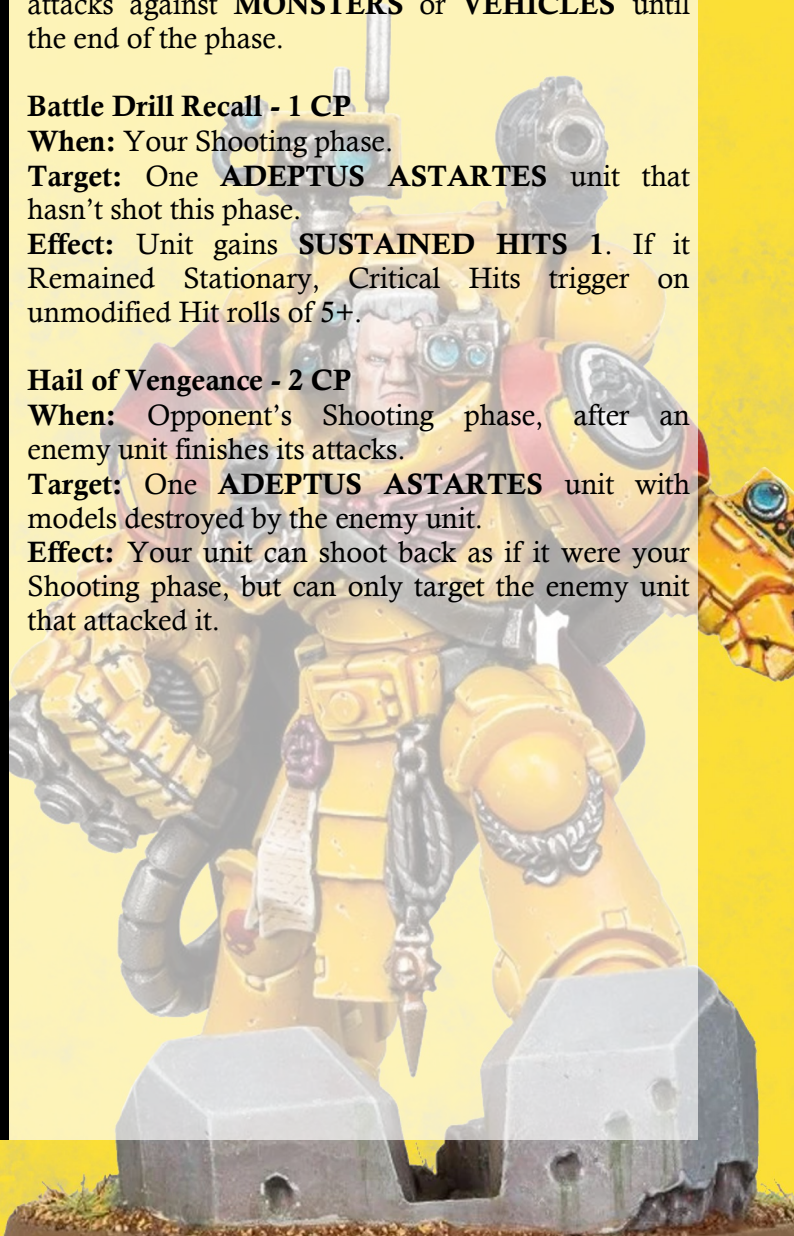 attacks against MONSTERS or VEHICLES until
the end of the phase.
Battle Drill Recall - 1 CP
When: Your Shooting phase.
Target: One ADEPTUS ASTARTES unit that
hasn't shot this phase.
Effect: Unit gains SUSTAINED HITS 1. If it
Remained Stationary, Critical Hits trigger on
unmodified Hit rolls of 5+.
Hail of Vengeance - 2 CP
When: Opponent's Shooting phase, after an
enemy unit finishes its attacks.
Target: One ADEPTUS ASTARTES unit with
models destroyed by the enemy unit.
Effect: Your unit can shoot back as if it were your
Shooting phase, but can only target the enemy unit
that attacked it.